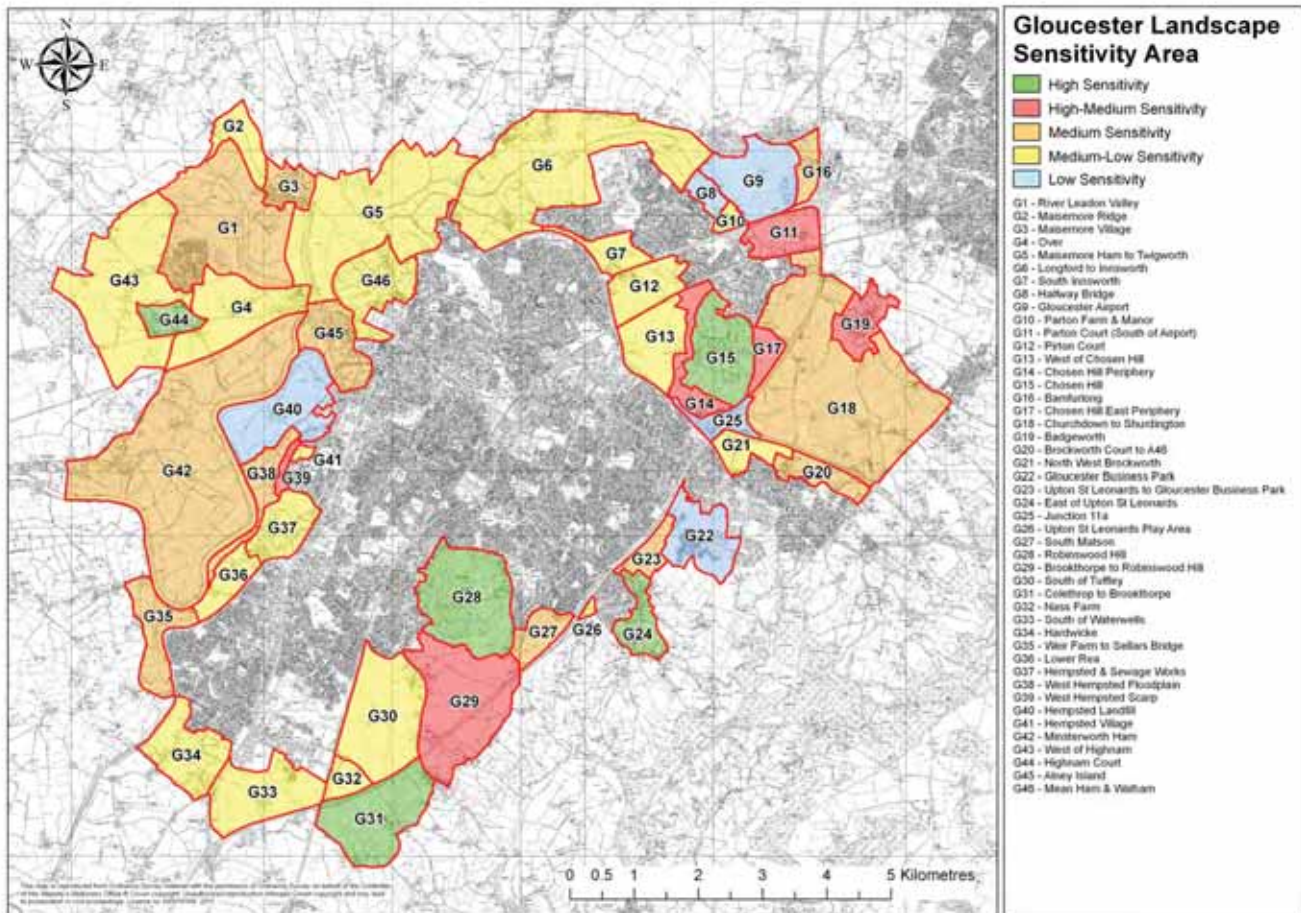 Gloucester Landscape
Sensitivity Area
High Sensitivity
High-Medium Sensitivity
Medium Sensitivity
Medium-Low Sensitivity
Low Sensitivity
G1 - River Leadon Valley
G2 - Maisemore Ridge
G3 - Maisemore Village
G4 - Over
G5 - Maisemore Ham to Twigworth
G6 - Longford to Innsworth
G7 - South Innsworth
G8 - Halfway Bridge
G9 - Gloucester Airport
G10 - Parton Farm & Manor
G11 - Parton Court (South of Airport)
G12 - Pirton Court
G13 - West of Chosen Hill
G14 - Chosen Hill Periphery
G15 - Chosen Hill
G16 - Bamfurlong
G17 - Chosen Hill East Periphery
G18 - Churchdown to Shurdington
G19 - Badgeworth
G20 - Brockworth Court to A46
G21 - North West Brockworth
G22 - Gloucester Business Park
G23 - Upton St Leonards to Gloucester Business Park
G24 - East of Upton St Leonards
G25 - Junction 11a
G26 - Upton St Leonards Play Area
G27 - South Matson
G28 - Robinswood Hill
G29 - Brookthorpe to Robinswood Hill
G30 - South of Tuffley
G31 - Colethrop to Brookthorpe
G32 - Nass Farm
G33 - South of Waterwells
G34 - Hardwicke
G35 - Weir Farm to Sellars Bridge
G36 - Lower Rea
G37 - Hempsted & Sewage Works
G38 - West Hempsted Floodplain
G39 - West Hempsted Scarp
G40 - Hempsted Landfill
G41 - Hempsted Village
G42 - Minsterworth Ham
G43 - West of Highnam
G44 - Highnam Court
G45 - Alney Island
G46 - Mean Ham & Walham
N
W E
S
G2
G3
G1
G5
G6
G8
G9
G16
G10
G11
G7
G12
G43
G44
G4
G46
G45
G13
G15
G17
G19
G14
G25
G18
G21
G20
G40
G42
G41
G38
G39
G37
G36
G35
G22
G23
G24
G26
G27
G28
G29
G30
G34
G33
G32
G31
0 0.5 1 2 3 4 5 Kilometres